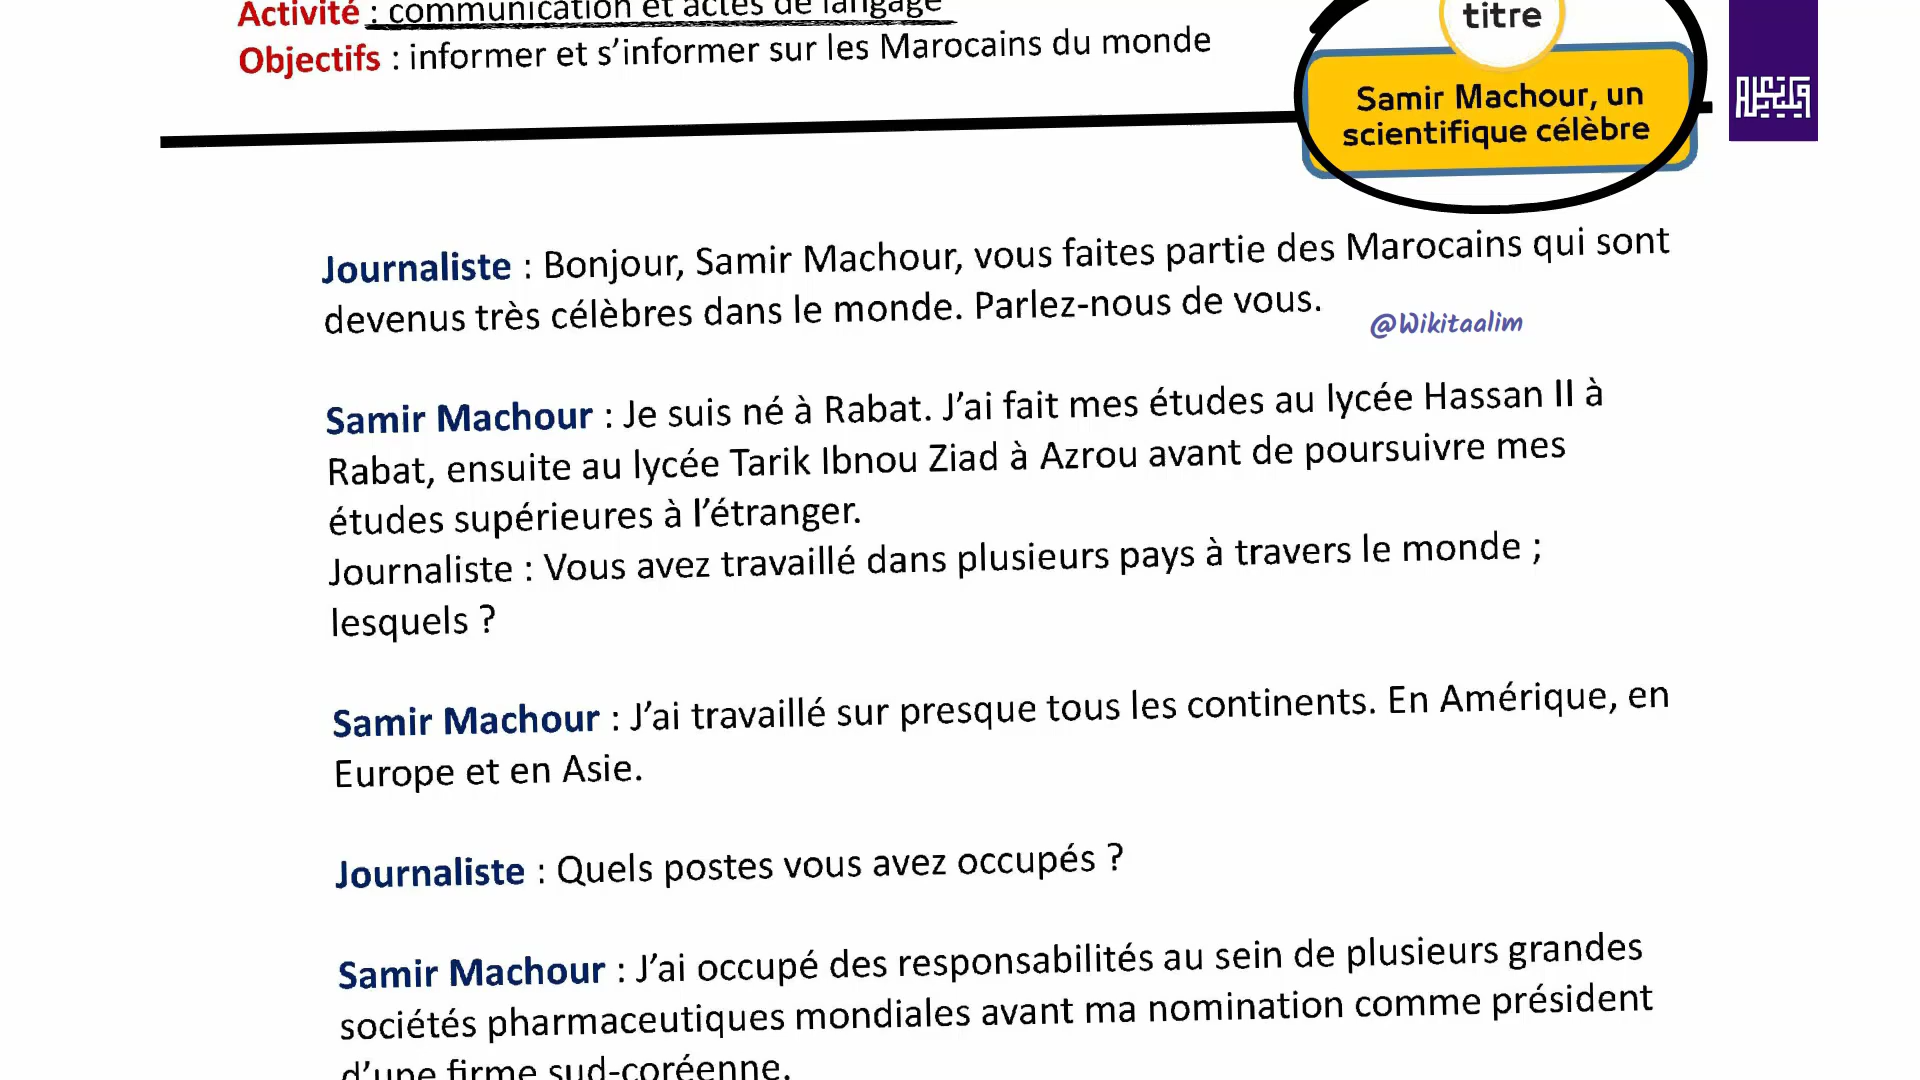 Activité : communication et actes de langage
Objectifs : informer et s’informer sur les Marocains du monde
titre
Samir Machour, un
scientifique célèbre
Journaliste : Bonjour, Samir Machour, vous faites partie des Marocains qui sont
devenus très célèbres dans le monde. Parlez-nous de vous.
@Wikitaalim
Samir Machour : Je suis né à Rabat. J’ai fait mes études au lycée Hassan II à
Rabat, ensuite au lycée Tarik Ibnou Ziad à Azrou avant de poursuivre mes
études supérieures à l’étranger.
Journaliste : Vous avez travaillé dans plusieurs pays à travers le monde ;
lesquels ?
Samir Machour : J’ai travaillé sur presque tous les continents. En Amérique, en
Europe et en Asie.
Journaliste : Quels postes vous avez occupés ?
Samir Machour : J’ai occupé des responsabilités au sein de plusieurs grandes
sociétés pharmaceutiques mondiales avant ma nomination comme président
d’une firme sud-coréenne.